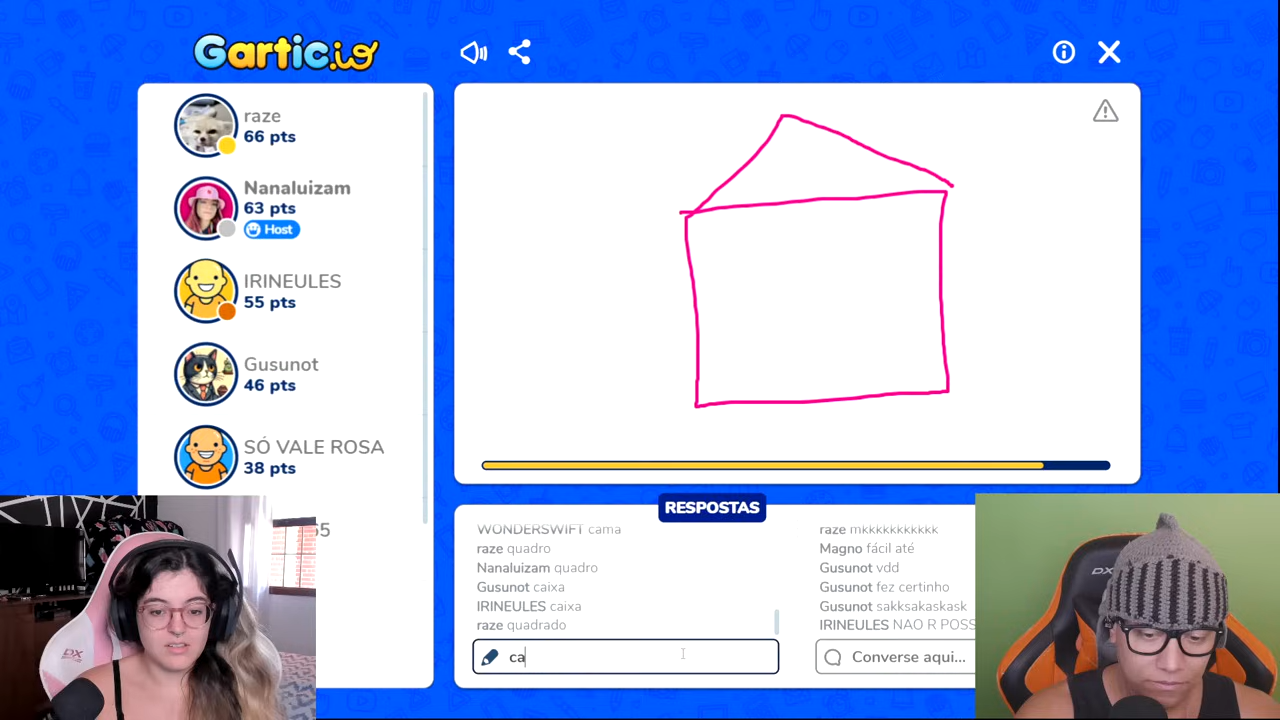 Gartic.io
raze
66 pts
Nanaluizam
63 pts
Host
IRINEULES
55 pts
Gusunot
46 pts
SÓ VALE ROSA
38 pts
RESPOSTAS
WONDERSWIFT cama
raze quadro
Nanaluizam quadro
Gusunot caixa
IRINEULES caixa
raze quadrado
ca
raze mkkkkkkkkkk
Magno fácil até
Gusunot vdd
Gusunot fez certinho
Gusunot sakksakaskask
IRINEULES NAO R POSS
Converse aqui...
DX